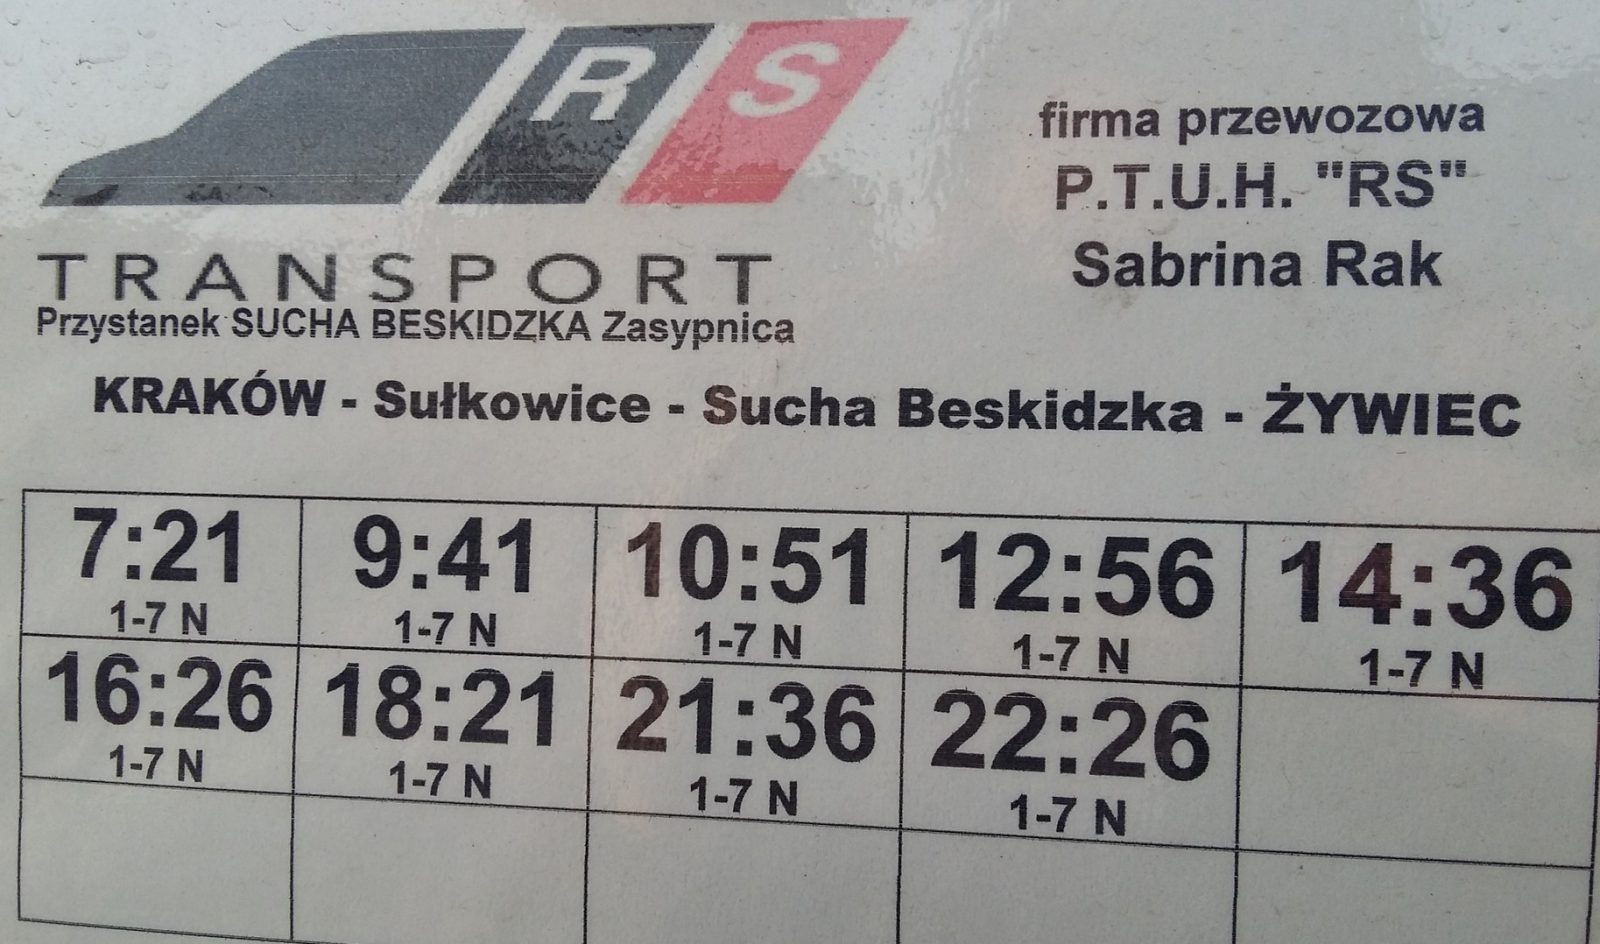 RS
TRANSPORT
firma przewozowa
P.T.U.H. "RS"
Sabrina Rak
Przystanek SUCHA BESKIDZKA Zasypnica
KRAKÓW - Sułkowice - Sucha Beskidzka - ŻYWIEC
7:21 9:41 10:51 12:56 14:36
1-7 N 1-7 N 1-7 N 1-7 N 1-7 N
16:26 18:21 21:36 22:26
1-7 N 1-7 N 1-7 N 1-7 N